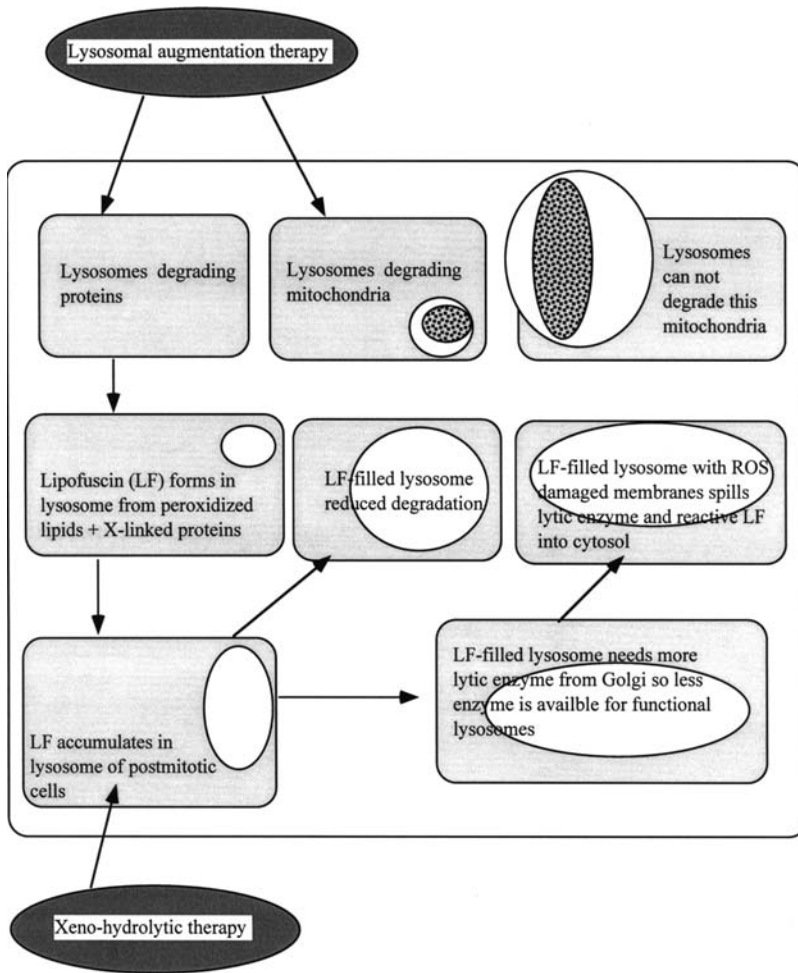 Lysosomal augmentation therapy
Lysosomes degrading
proteins
Lysosomes degrading
mitochondria
Lysosomes
can not
degrade this
mitochondria
Lipofuscin (LF) forms in
lysosome from peroxidized
lipids + X-linked proteins
LF-filled lysosome
reduced degradation
LF-filled lysosome with ROS
damaged membranes spills
lytic enzyme and reactive LF
into cytosol
LF accumulates in
lysosome of postmitotic
cells
LF-filled lysosome needs more
lytic enzyme from Golgi so less
enzyme is availble for functional
lysosomes
Xeno-hydrolytic therapy